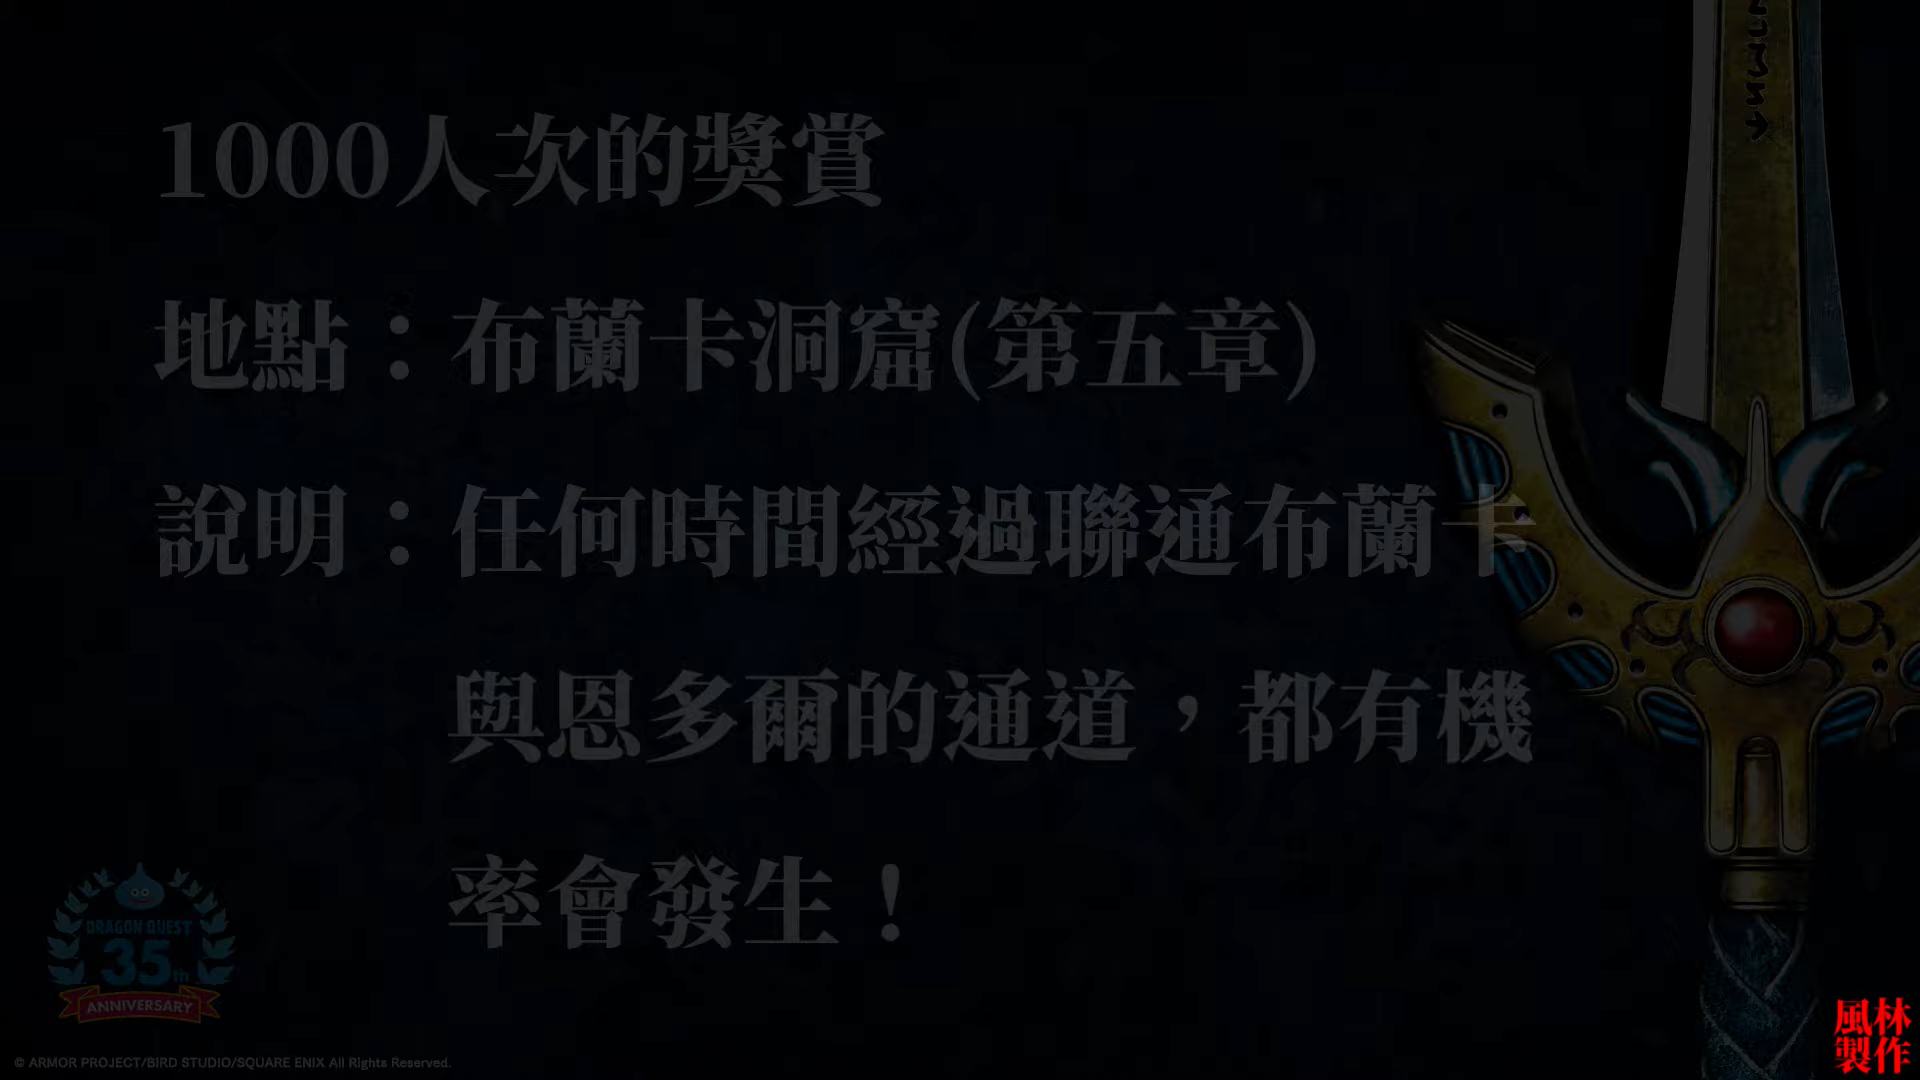 1000人次的獎賞
地點：布蘭卡洞窟(第五章)
說明：任何時間經過聯通布蘭卡
與恩多爾的通道，都有機
率會發生！
DRAGON QUEST
35th
ANNIVERSARY
© ARMOR PROJECT/BIRD STUDIO/SQUARE ENIX All Rights Reserved.
風林
製作